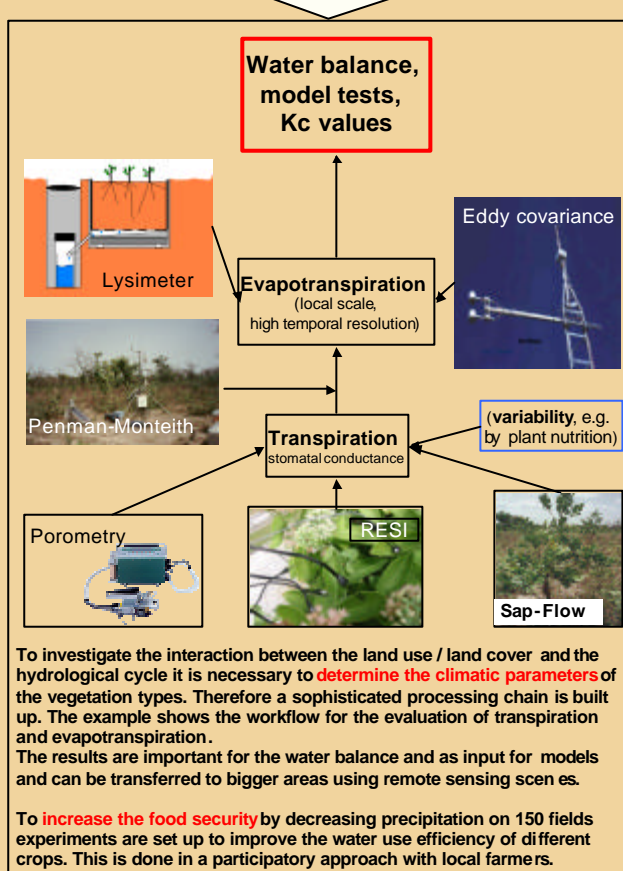 Water balance,
model tests,
Kc values
Eddy covariance
Lysimeter
Evapotranspiration
(local scale,
high temporal resolution)
Penman-Monteith
(variability, e.g.
by plant nutrition)
Transpiration
stomatal conductance
Porometry
RESI
Sap-Flow
To investigate the interaction between the land use / land cover and the
hydrological cycle it is necessary to determine the climatic parameters of
the vegetation types. Therefore a sophisticated processing chain is built
up. The example shows the workflow for the evaluation of transpiration
and evapotranspiration.
The results are important for the water balance and as input for models
and can be transferred to bigger areas using remote sensing scenes.
To increase the food security by decreasing precipitation on 150 fields
experiments are set up to improve the water use efficiency of different
crops. This is done in a participatory approach with local farmers.